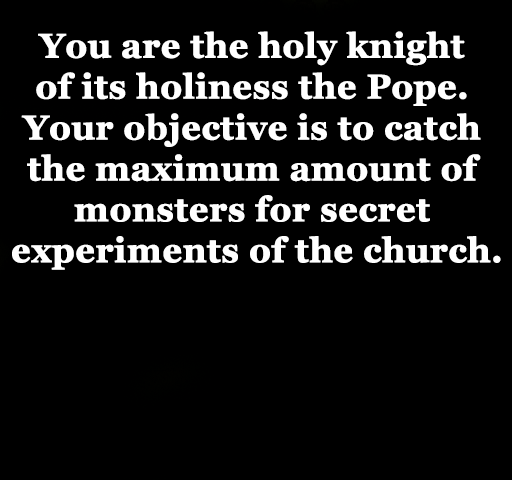 You are the holy knight
of its holiness the Pope.
Your objective is to catch
the maximum amount of
monsters for secret
experiments of the church.